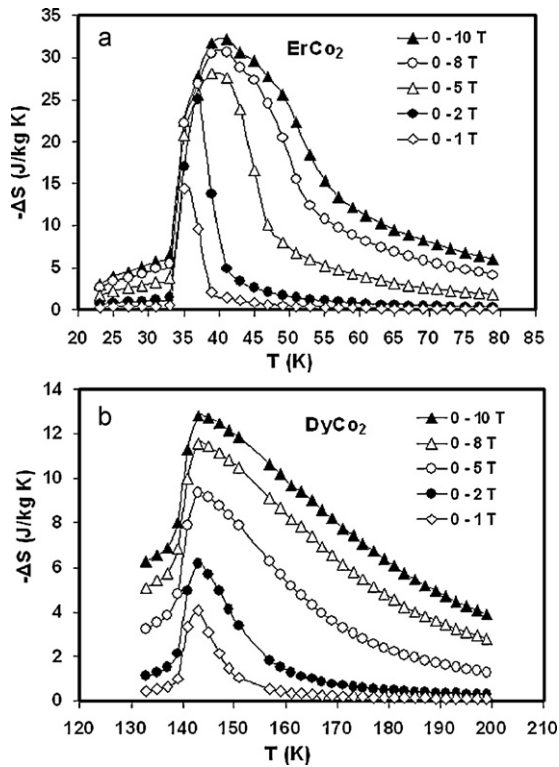 a
ErCo2
0 - 10 T
0 - 8 T
0 - 5 T
0 - 2 T
0 - 1 T
-Δs (J/kg K)
35
30
25
20
15
10
5
0
20 25 30 35 40 45 50 55 60 65 70 75 80 85
T (K)
b
DyCo2
0 - 10 T
0 - 8 T
0 - 5 T
0 - 2 T
0 - 1 T
-Δs (J/kg K)
14
12
10
8
6
4
2
0
120 130 140 150 160 170 180 190 200 210
T (K)